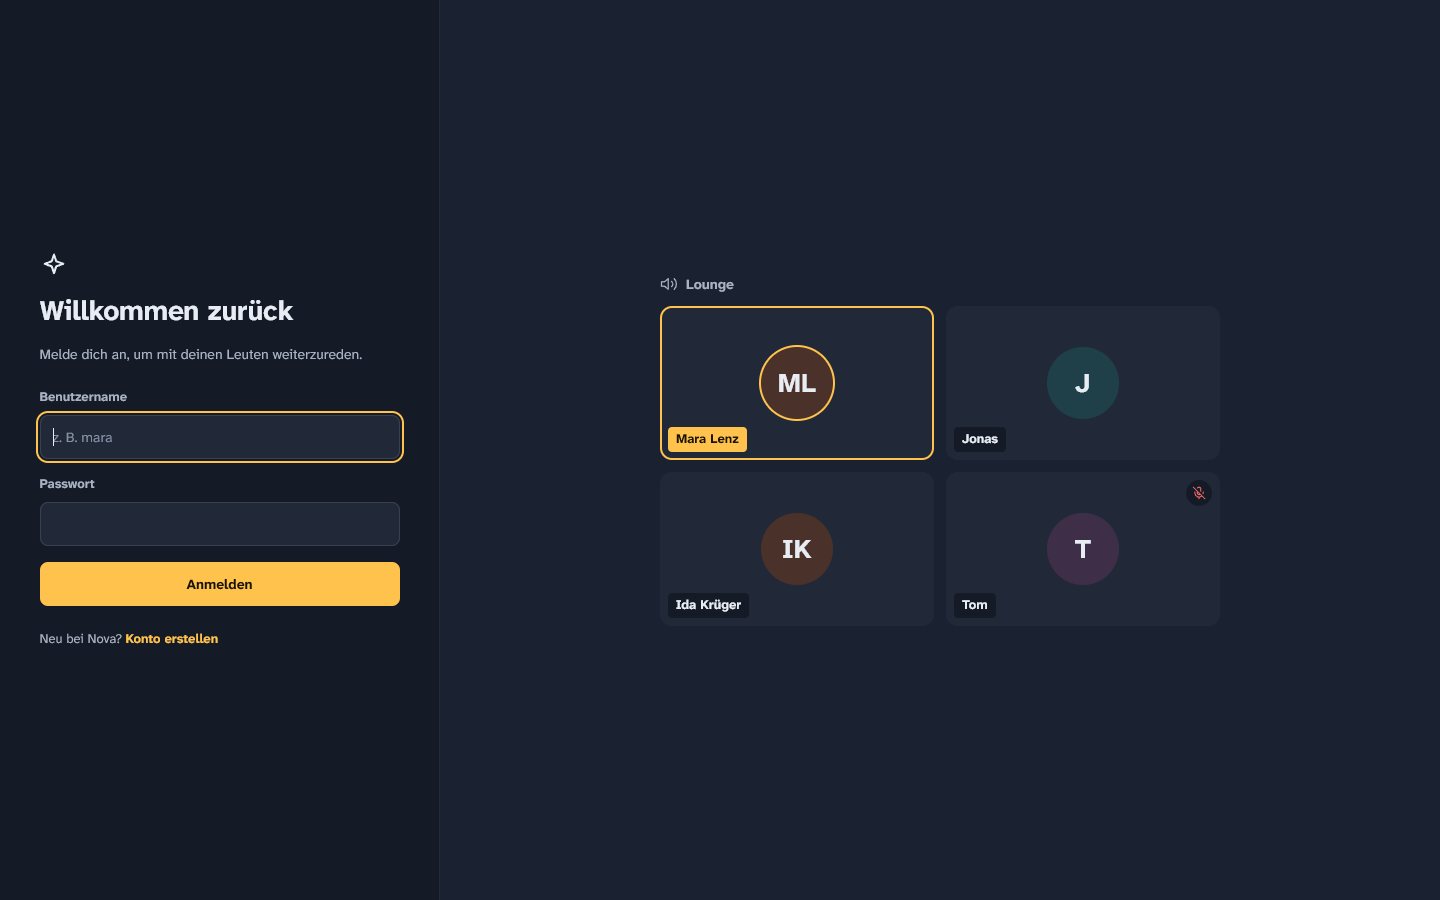 Willkommen zurück
Melde dich an, um mit deinen Leuten weiterzureden.
Benutzername
z. B. mara
Passwort
Anmelden
Neu bei Nova? Konto erstellen
Lounge
ML
Mara Lenz
J
Jonas
IK
Ida Krüger
T
Tom